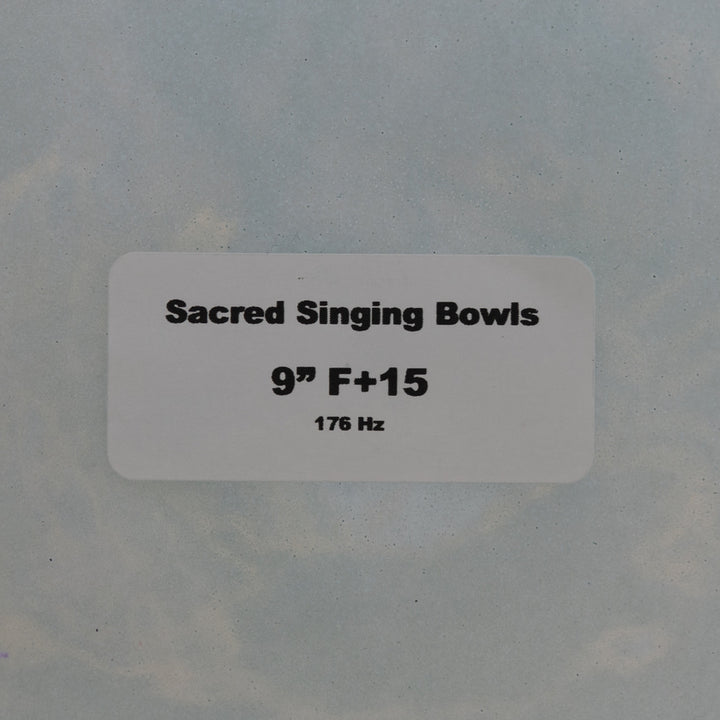 Sacred Singing Bowls
9” F+15
176 Hz